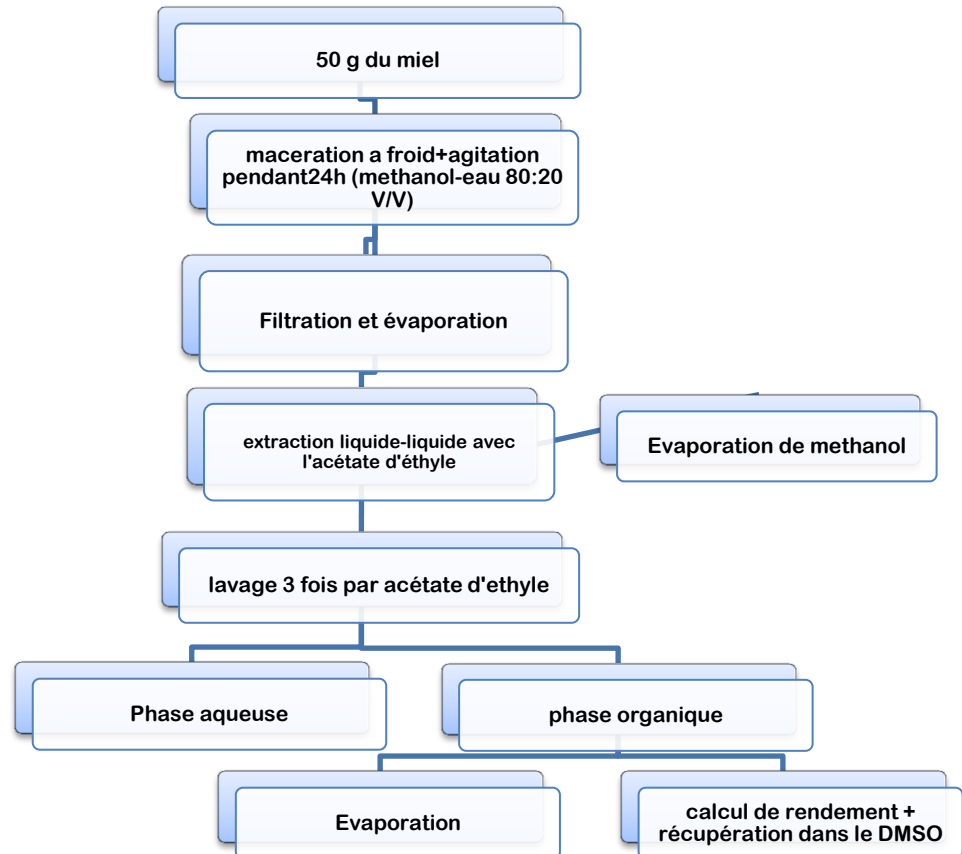 50 g du miel
maceration a froid+agitation
pendant24h (methanol-eau 80:20
V/V)
Filtration et évaporation
extraction liquide-liquide avec
l'acétate d'éthyle
Evaporation de methanol
lavage 3 fois par acétate d'ethyle
Phase aqueuse
phase organique
Evaporation
calcul de rendement +
récupération dans le DMSO